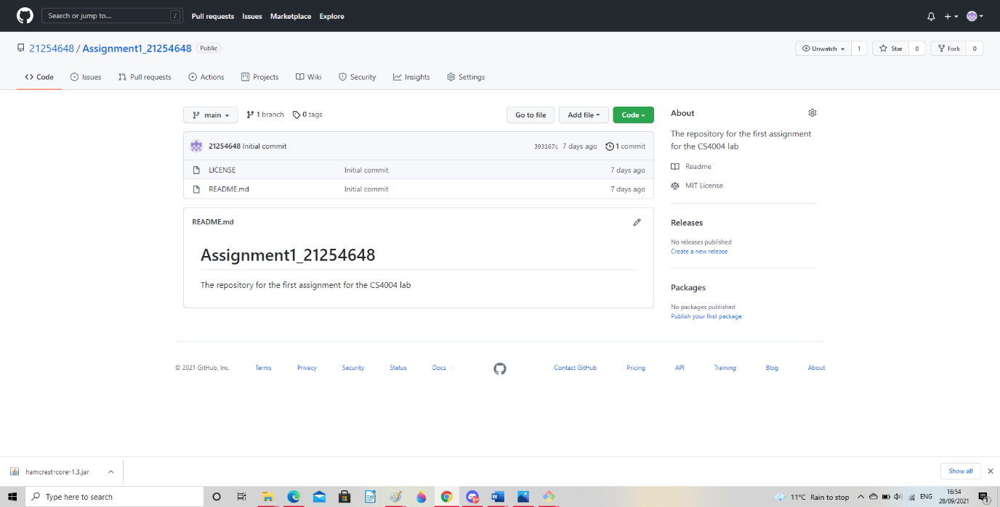 Search or jump to... /
Pull requests Issues Marketplace Explore
21254648 / Assignment1_21254648 Public
Unwatch 1 Star 0 Fork 0
Code Issues Pull requests Actions Projects Wiki Security Insights Settings
main 1 branch 0 tags
Go to file Add file Code
21254648 Initial commit 393167c 7 days ago 1 commit
LICENSE Initial commit 7 days ago
README.md Initial commit 7 days ago
README.md
Assignment1_21254648
The repository for the first assignment for the CS4004 lab
About
The repository for the first assignment
for the CS4004 lab
Readme
MIT License
Releases
No releases published
Create a new release
Packages
No packages published
Publish your first package
© 2021 GitHub, Inc. Terms Privacy Security Status Docs Contact GitHub Pricing API Training Blog About
hamcrest-core-1.3.jar Show all
Type here to search
11°C Rain to stop ENG
16:54
28/09/2021